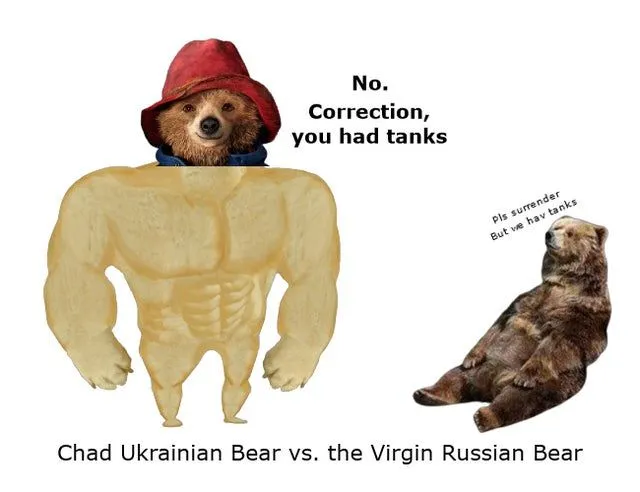 No.
Correction,
you had tanks
Pls surrender
But we hav tanks
Chad Ukrainian Bear vs. the Virgin Russian Bear